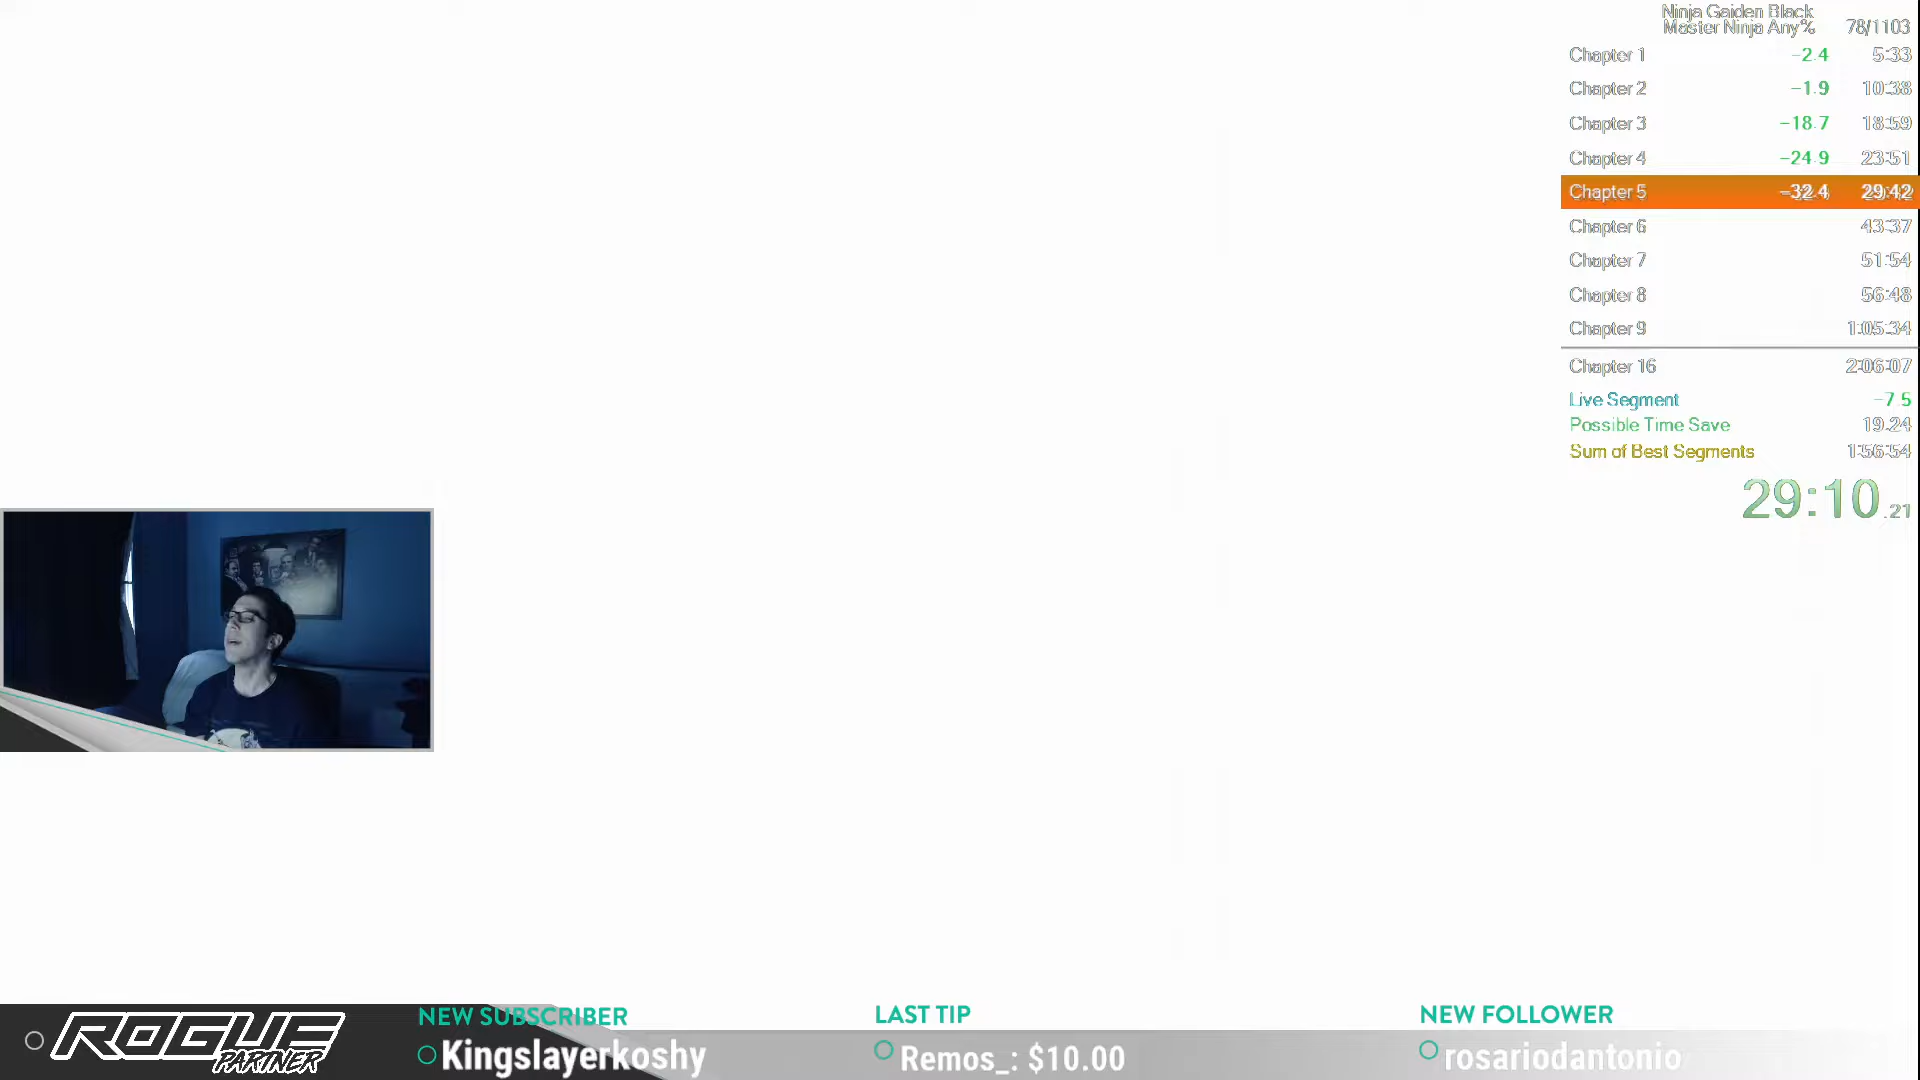 Ninja Gaiden Black
Master Ninja Any% 78/1103
Chapter 1 -2.4 5:33
Chapter 2 -1.9 10:38
Chapter 3 -18.7 18:59
Chapter 4 -24.9 23:51
Chapter 5 -32.4 29:42
Chapter 6 43:37
Chapter 7 51:54
Chapter 8 56:48
Chapter 9 1:05:34
Chapter 16 2:06:07
Live Segment -7.5
Possible Time Save 19.24
Sum of Best Segments 1:56:54
29:10.21
ROGUE
PARTNER
NEW SUBSCRIBER
Kingslayerkoshy
LAST TIP
Remos_: $10.00
NEW FOLLOWER
rosariodantonio